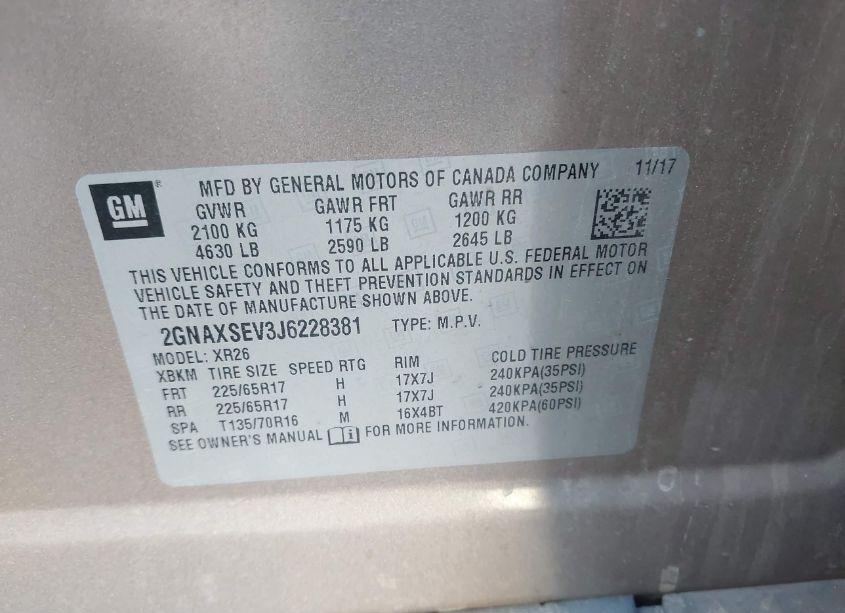 GM ® MFD BY GENERAL MOTORS OF CANADA COMPANY 11/17
GVWR GAWR FRT GAWR RR
2100 KG 1175 KG 1200 KG
4630 LB 2590 LB 2645 LB
THIS VEHICLE CONFORMS TO ALL APPLICABLE U.S. FEDERAL MOTOR
VEHICLE SAFETY AND THEFT PREVENTION STANDARDS IN EFFECT ON
THE DATE OF MANUFACTURE SHOWN ABOVE.
2GNAXSEV3J6228381 TYPE: M.P.V.
MODEL: XR26
XBKM TIRE SIZE SPEED RTG RIM COLD TIRE PRESSURE
FRT 225/65R17 H 17X7J 240KPA(35PSI)
RR 225/65R17 H 17X7J 240KPA(35PSI)
SPA T135/70R16 M 16X4BT 420KPA(60PSI)
SEE OWNER'S MANUAL FOR MORE INFORMATION.